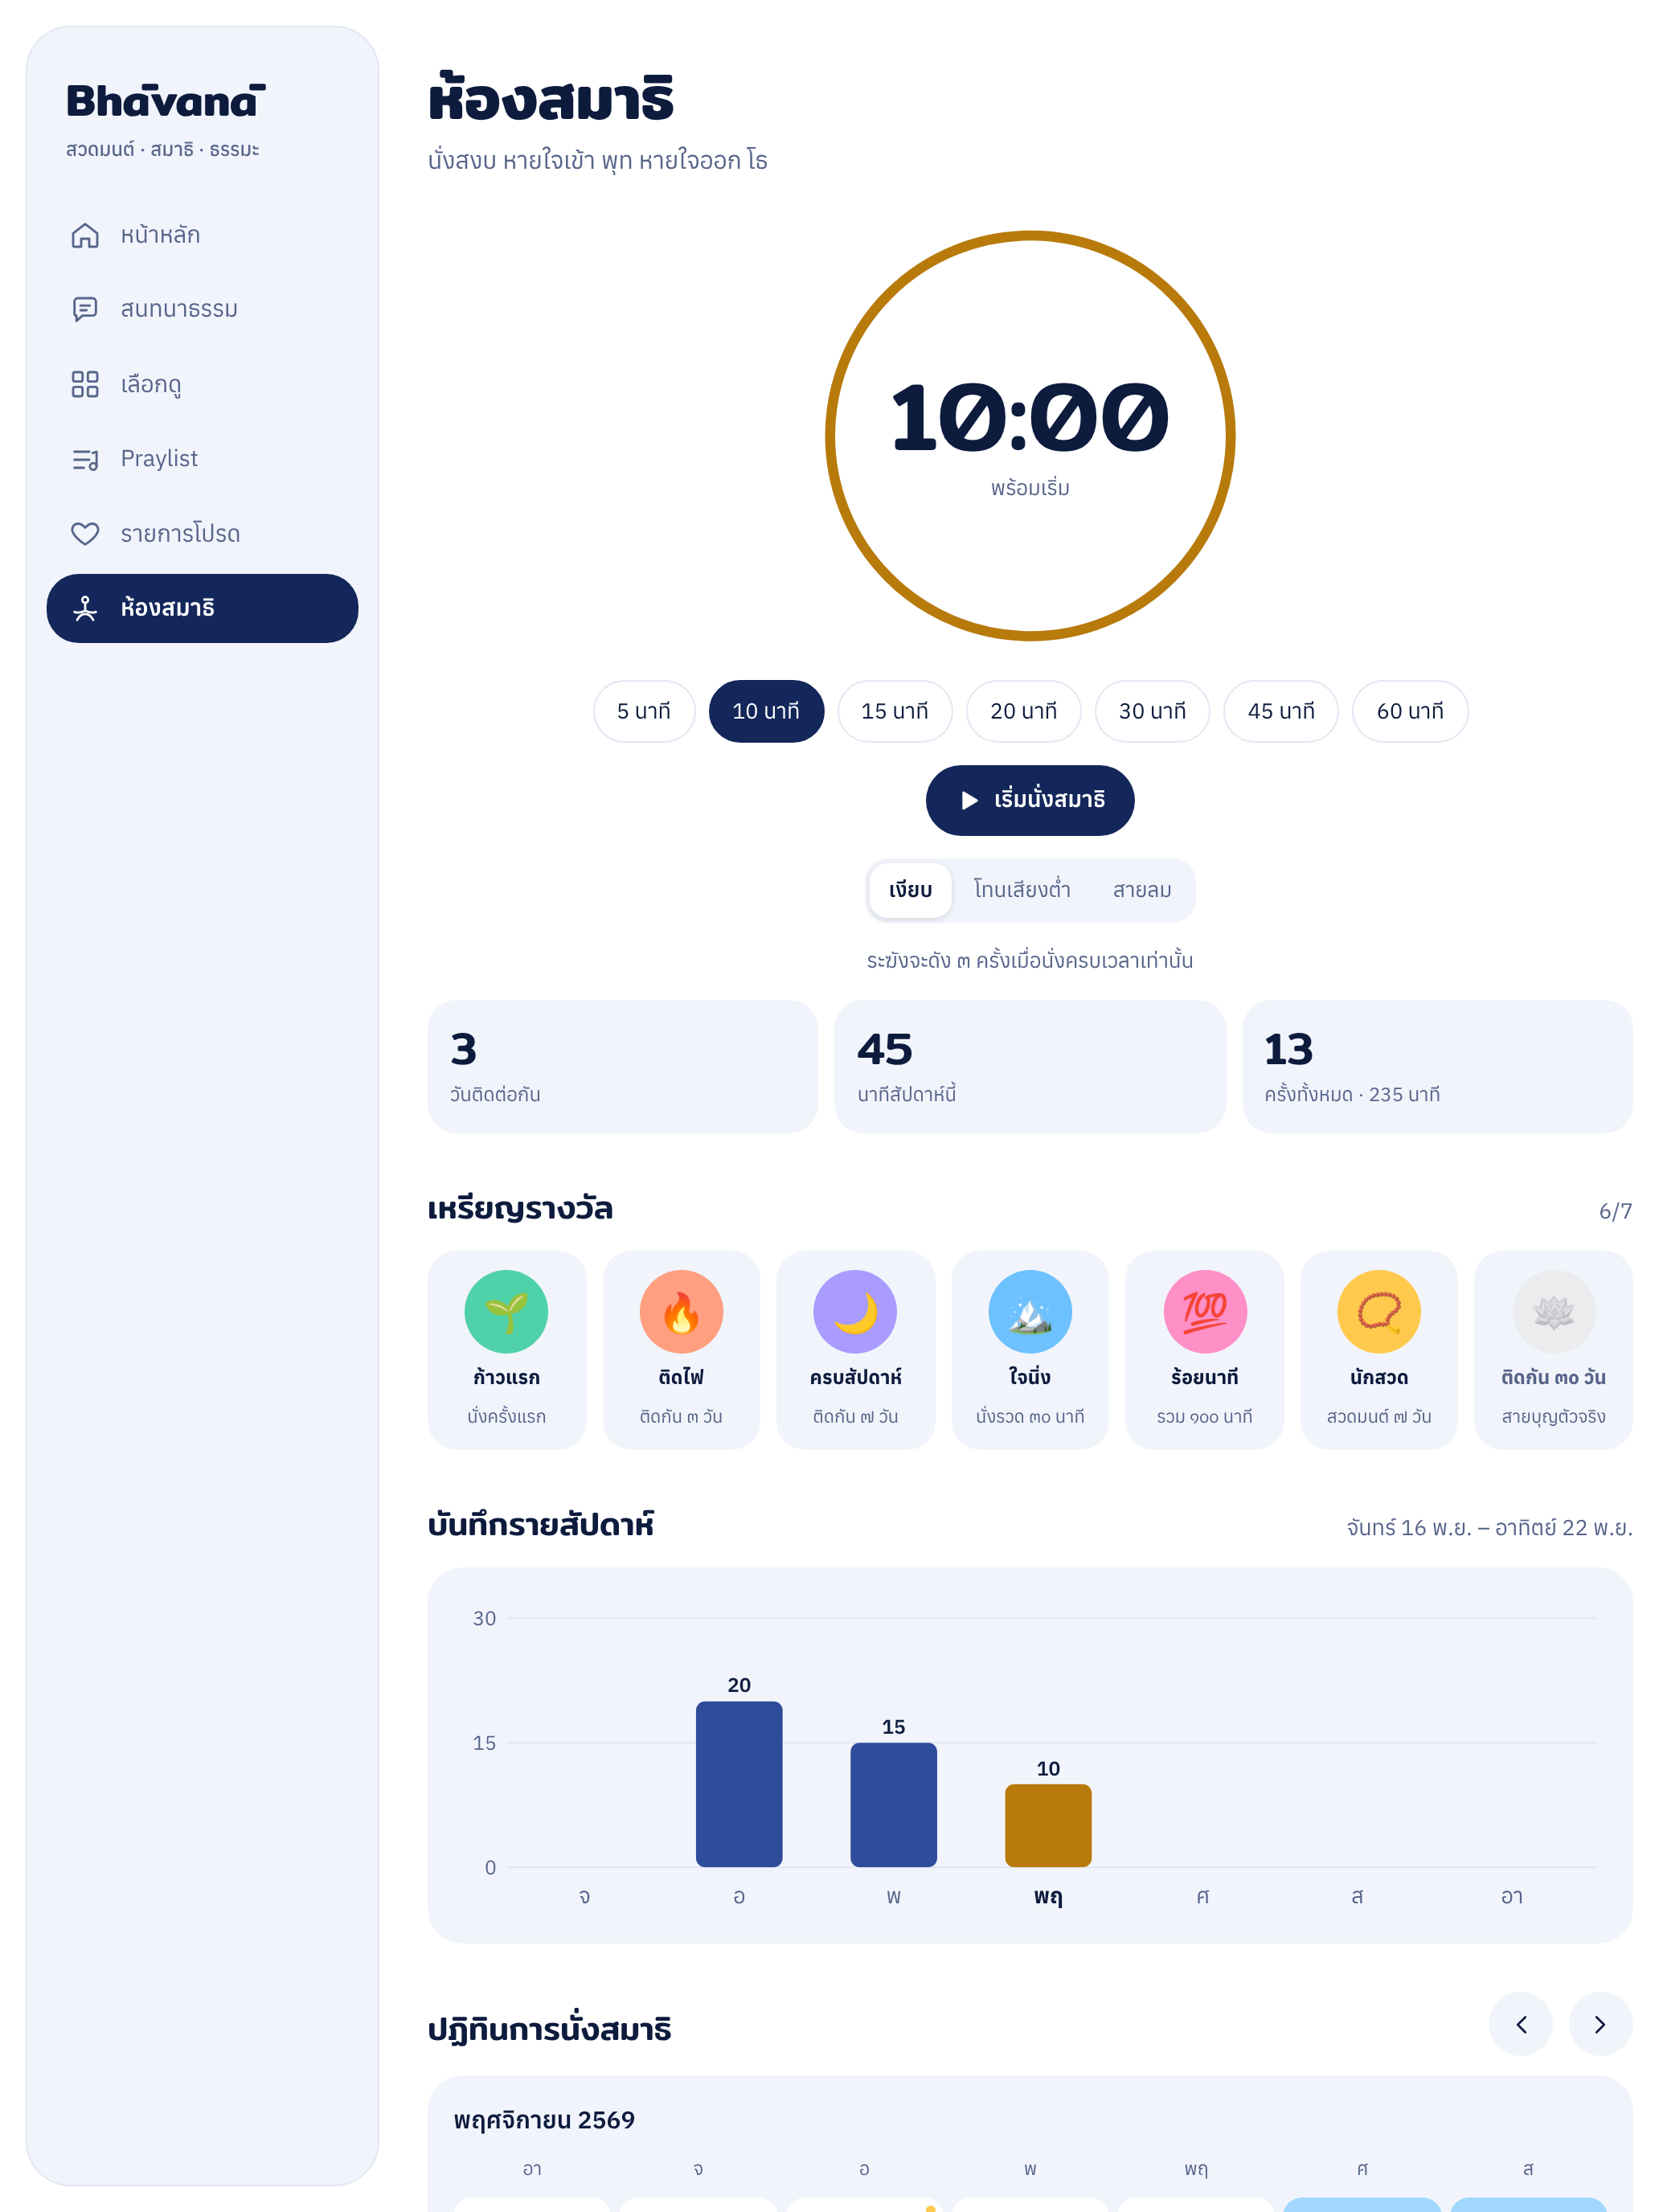 Bhāvanā
สวดมนต์ · สมาธิ · ธรรมะ
หน้าหลัก
สนทนาธรรม
เลือกดู
Praylist
รายการโปรด
ห้องสมาธิ
ห้องสมาธิ
นั่งสงบ หายใจเข้า พุท หายใจออก โธ
10:00
พร้อมเริ่ม
5 นาที
10 นาที
15 นาที
20 นาที
30 นาที
45 นาที
60 นาที
เริ่มนั่งสมาธิ
เงียบ
โทนเสียงต่ำ
สายลม
ระฆังจะดัง ๓ ครั้งเมื่อนั่งครบเวลาเท่านั้น
3
วันติดต่อกัน
45
นาทีสัปดาห์นี้
13
ครั้งทั้งหมด · 235 นาที
เหรียญรางวัล
6/7
ก้าวแรก
นั่งครั้งแรก
ติดไฟ
ติดกัน ๓ วัน
ครบสัปดาห์
ติดกัน ๗ วัน
ใจนิ่ง
นั่งรวด ๓๐ นาที
💯
ร้อยนาที
รวม ๑๐๐ นาที
นักสวด
สวดมนต์ ๗ วัน
ติดกัน ๓๐ วัน
สายบุญตัวจริง
บันทึกรายสัปดาห์
จันทร์ 16 พ.ย. – อาทิตย์ 22 พ.ย.
30
15
0
20
15
10
จ
อ
พ
พฤ
ศ
ส
อา
ปฏิทินการนั่งสมาธิ
พฤศจิกายน 2569
อา
จ
อ
พ
พฤ
ศ
ส